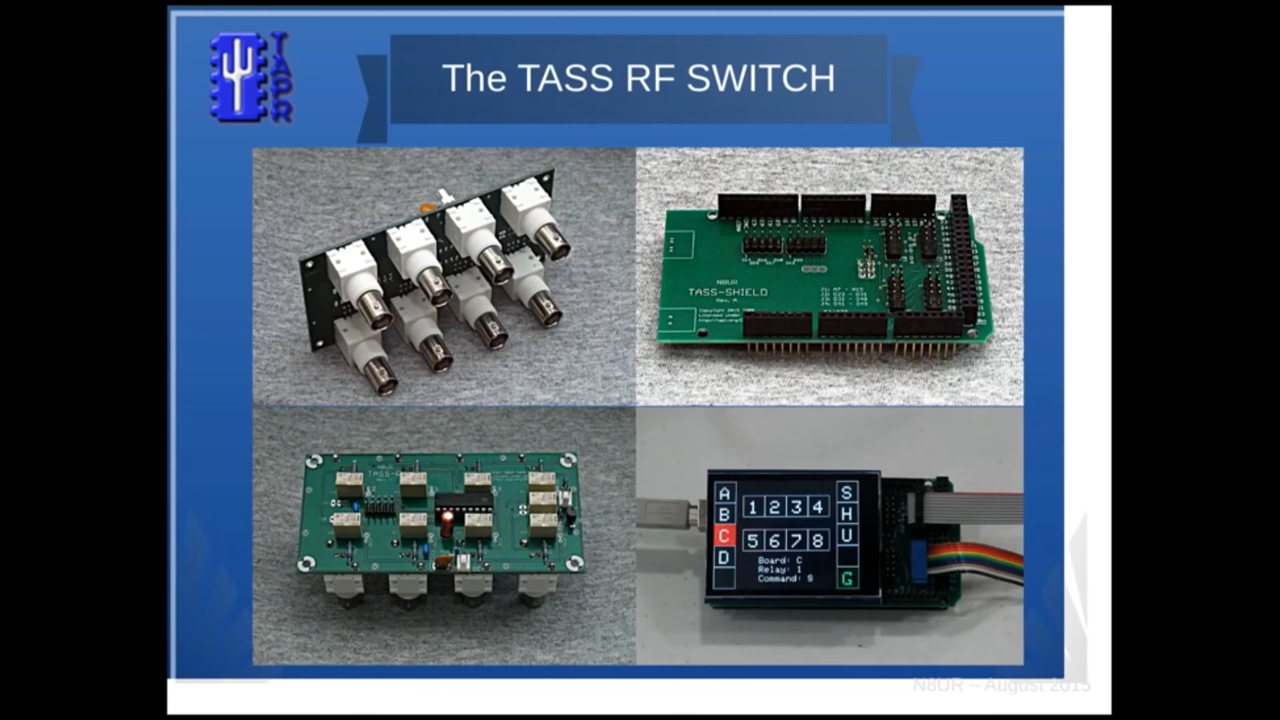 TAPR
The TASS RF SWITCH
N8UR
TASS-SHIELD
Rev. A
A
B
C
D
1 2 3 4
5 6 7 8
S
H
U
G
Board: C
Relay: 1
Command: S
N8UR – August 2015